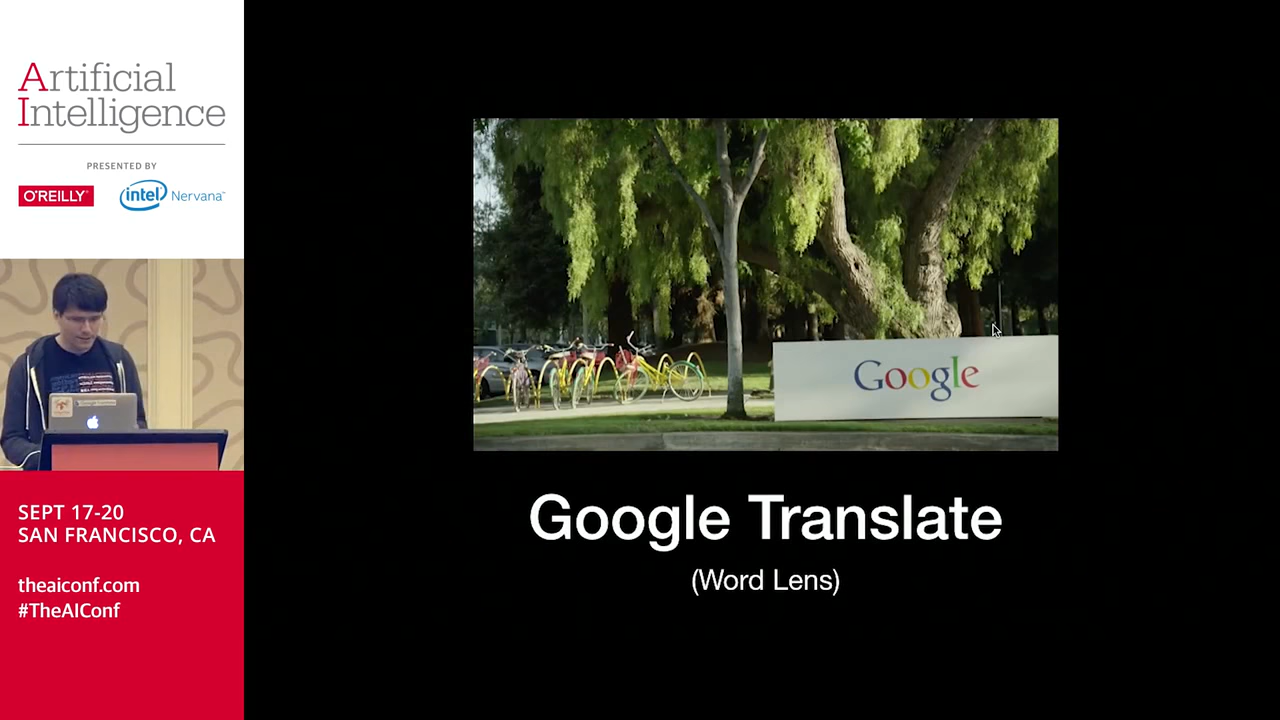 Artificial
Intelligence
PRESENTED BY
O'REILLY®
intel Nervana™
SEPT 17-20
SAN FRANCISCO, CA
theaiconf.com
#TheAIConf
Google
Google Translate
(Word Lens)